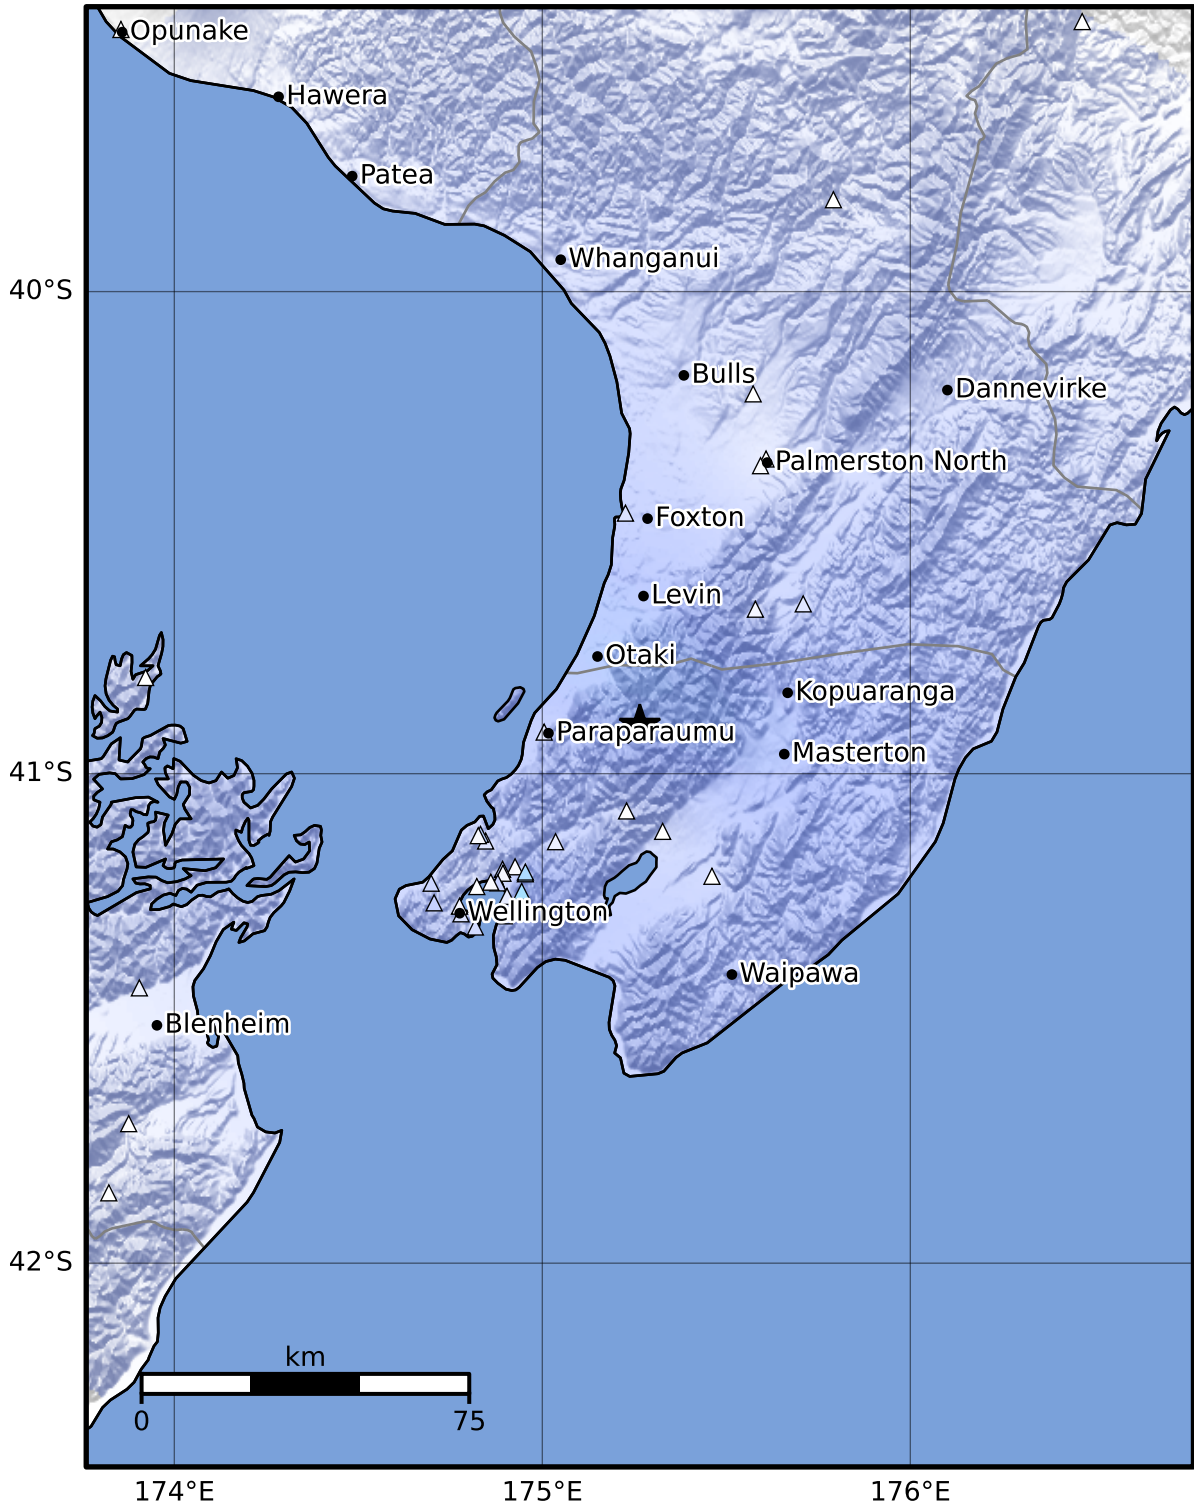 Opunake
Hawera
Patea
Whanganui
40°S
Bulls
Dannevirke
Palmerston North
Foxton
Levin
Otaki
Kopuaranga
Paraparaumu
Masterton
41°S
Wellington
Waipawa
Blenheim
42°S
km
0 75
174°E 175°E 176°E